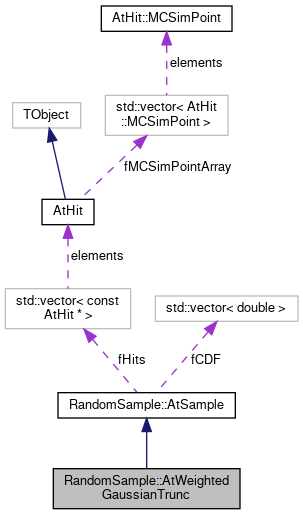 AtHit::MCSimPoint
elements
TObject
std::vector< AtHit
::MCSimPoint >
fMCSimPointArray
AtHit
elements
std::vector< const
AtHit * >
std::vector< double >
fHits
fCDF
RandomSample::AtSample
RandomSample::AtWeighted
GaussianTrunc